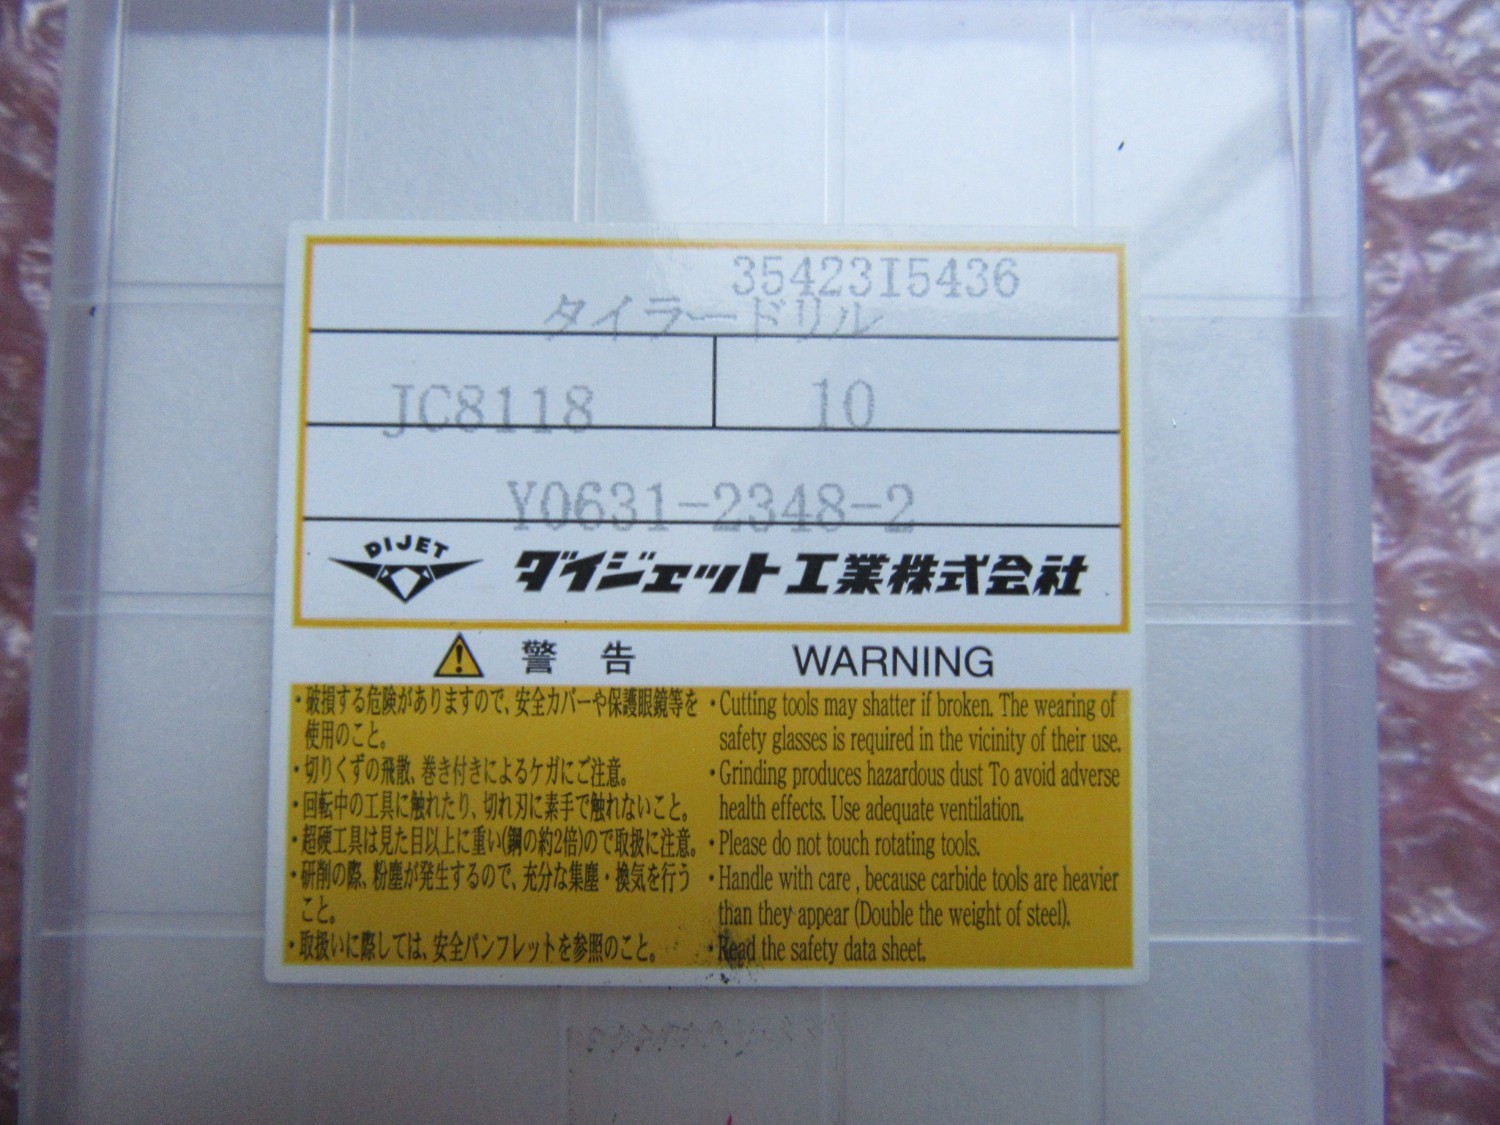 35423I5436
タイラードリル
JC8118
10
Y0631-2348-2
DIJET
ダイジェット工業株式会社
警 告
・破損する危険がありますので、安全カバーや保護眼鏡等を
使用のこと。
・切りくずの飛散、巻き付きによるケガにご注意。
・回転中の工具に触れたり、切れ刃に素手で触れないこと。
・超硬工具は見た目以上に重い(鋼の約2倍)ので取扱に注意。
・研削の際、粉塵が発生するので、充分な集塵・換気を行う
こと。
・取扱いに際しては、安全パンフレットを参照のこと。
WARNING
・Cutting tools may shatter if broken. The wearing of
safety glasses is required in the vicinity of their use.
・Grinding produces hazardous dust To avoid adverse
health effects. Use adequate ventilation.
・Please do not touch rotating tools.
・Handle with care , because carbide tools are heavier
than they appear (Double the weight of steel).
・Read the safety data sheet.